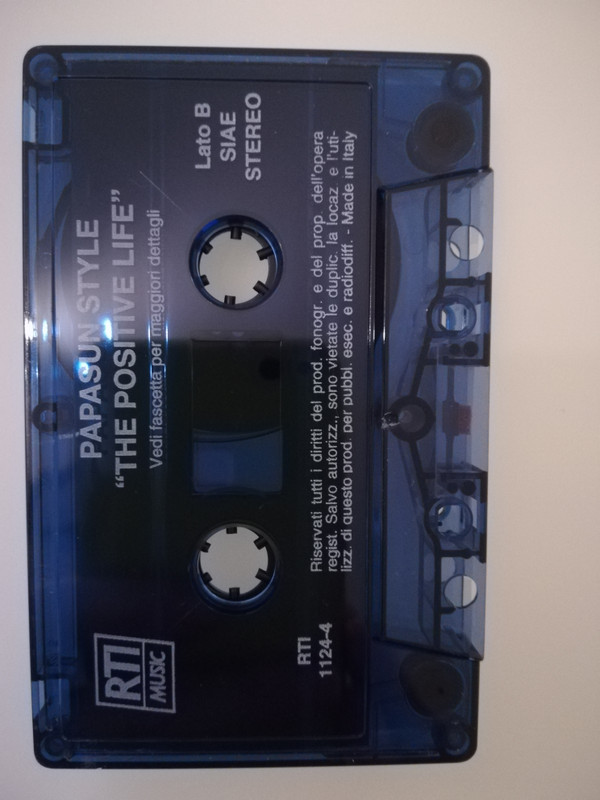 PAPASUN STYLE
“THE POSITIVE LIFE”
Vedi fascetta per maggiori dettagli
Lato B
SIAE
STEREO
RTI
MUSIC
RTI
1124-4
Riservati tutti i diritti del prod. fonogr. e del prop. dell'opera
regist. Salvo autorizz., sono vietate le duplic. la locaz e l'uti-
lizz. di questo prod. per pubbl. esec. e radiodiff. - Made in Italy